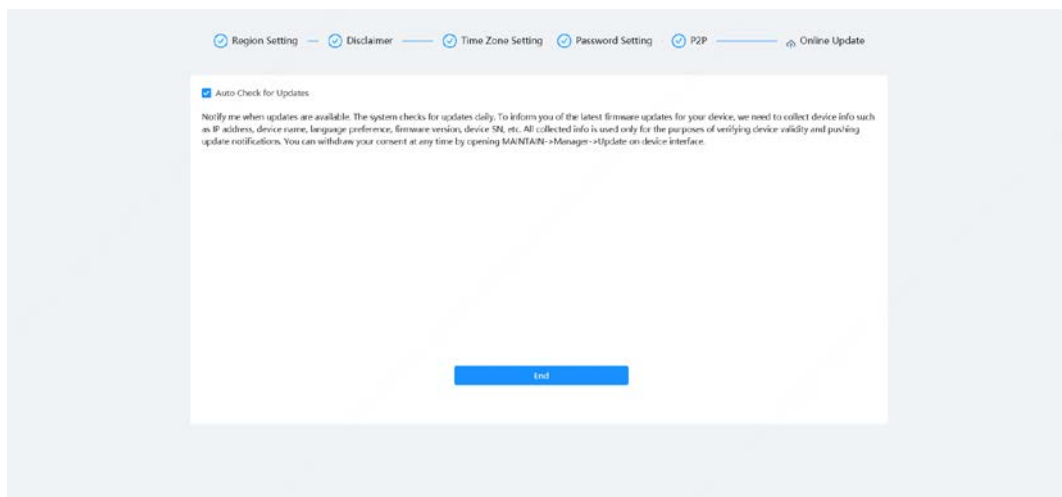 Region Setting Disclaimer Time Zone Setting Password Setting P2P Online Update
Auto Check for Updates
Notify me when updates are available. The system checks for updates daily. To inform you of the latest firmware updates for your device, we need to collect device info such
as IP address, device name, language preference, firmware version, device SN, etc. All collected info is used only for the purposes of verifying device validity and pushing
update notifications. You can withdraw your consent at any time by opening MAINTAIN->Manager->Update on device interface.
End